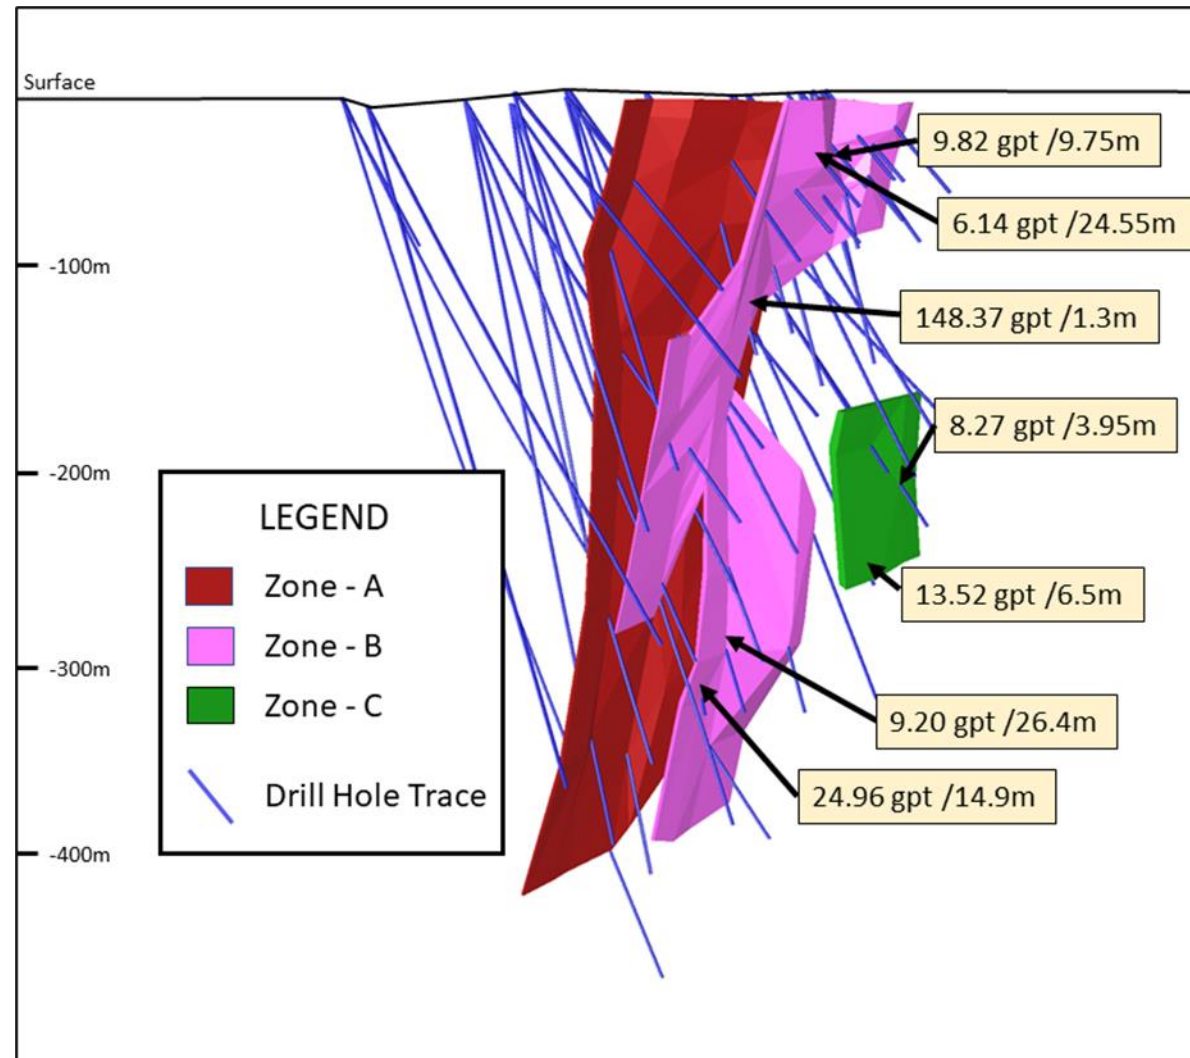 Surface
9.82 gpt /9.75m
6.14 gpt /24.55m
-100m
148.37 gpt /1.3m
8.27 gpt /3.95m
-200m
LEGEND
Zone - A
13.52 gpt /6.5m
Zone - B
-300m
Zone - C
9.20 gpt /26.4m
Drill Hole Trace
24.96 gpt /14.9m
-400m